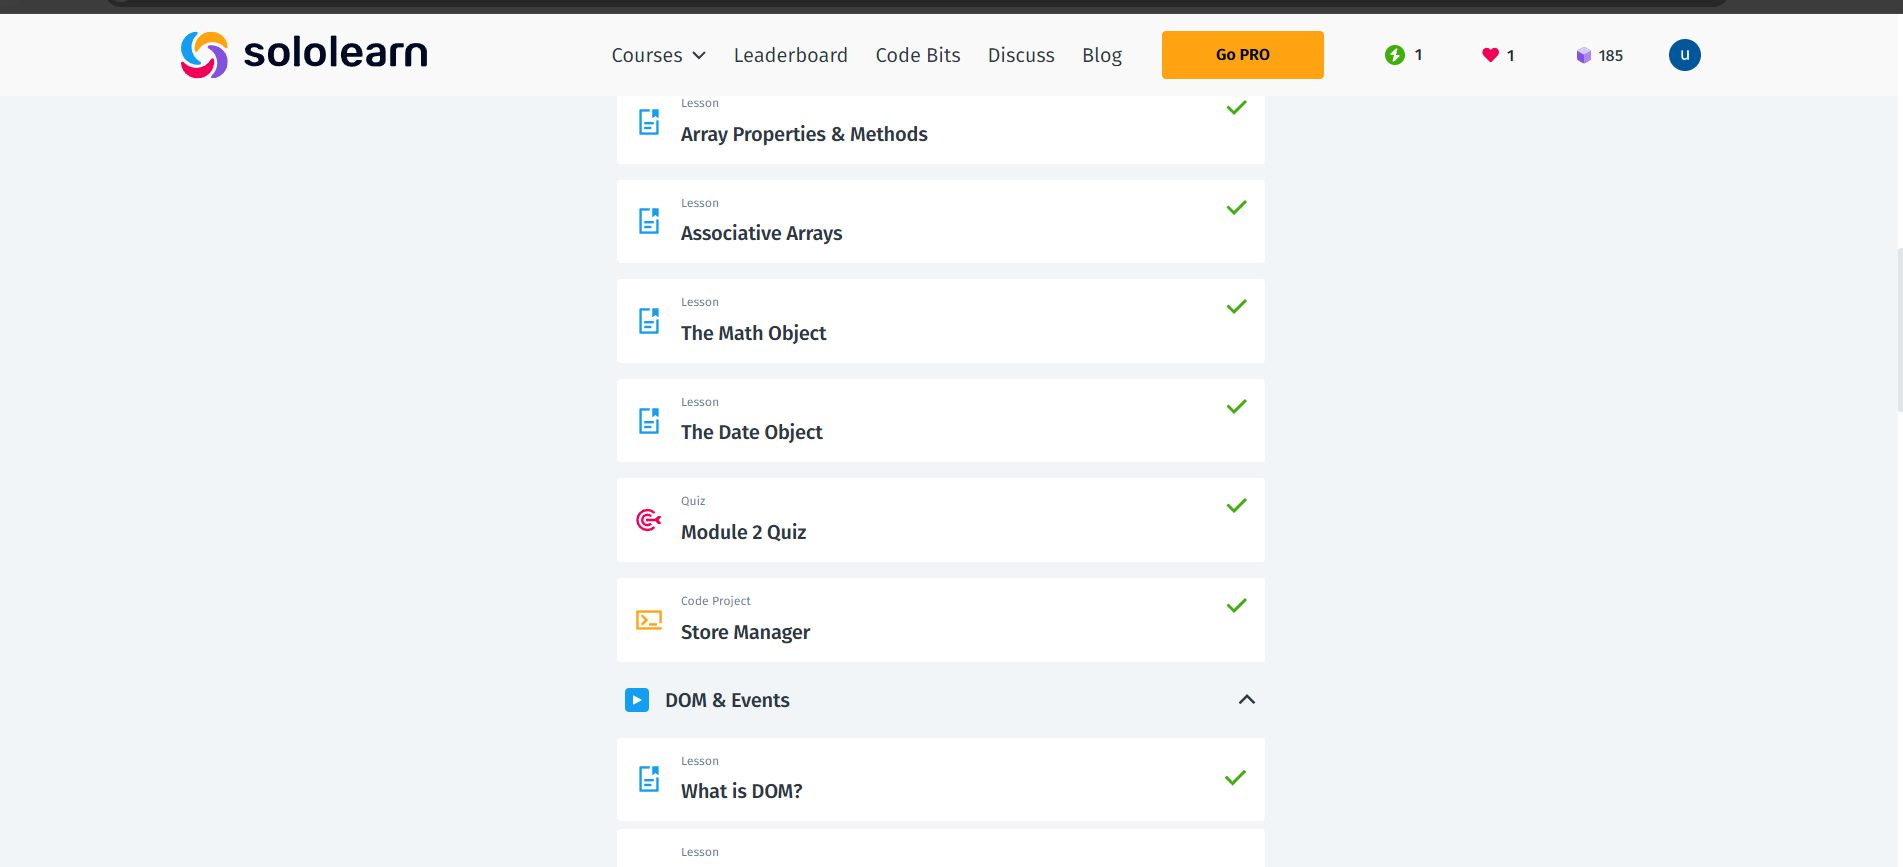 sololearn
Courses Leaderboard Code Bits Discuss Blog Go PRO 1 1 185 u
Lesson
Array Properties & Methods
Lesson
Associative Arrays
Lesson
The Math Object
Lesson
The Date Object
Quiz
Module 2 Quiz
Code Project
Store Manager
DOM & Events
Lesson
What is DOM?
Lesson